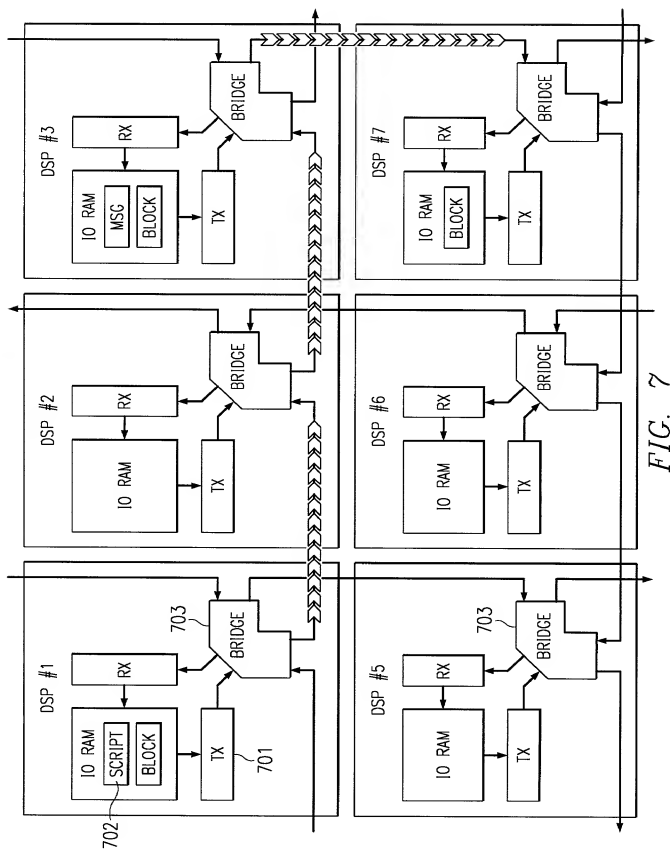 DSP #1
IO RAM
SCRIPT
BLOCK
RX
TX
BRIDGE
701
702
703
DSP #2
IO RAM
RX
TX
BRIDGE
DSP #3
IO RAM
MSG
BLOCK
RX
TX
BRIDGE
DSP #5
IO RAM
RX
TX
BRIDGE
703
DSP #6
IO RAM
RX
TX
BRIDGE
DSP #7
IO RAM
BLOCK
RX
TX
BRIDGE
FIG. 7